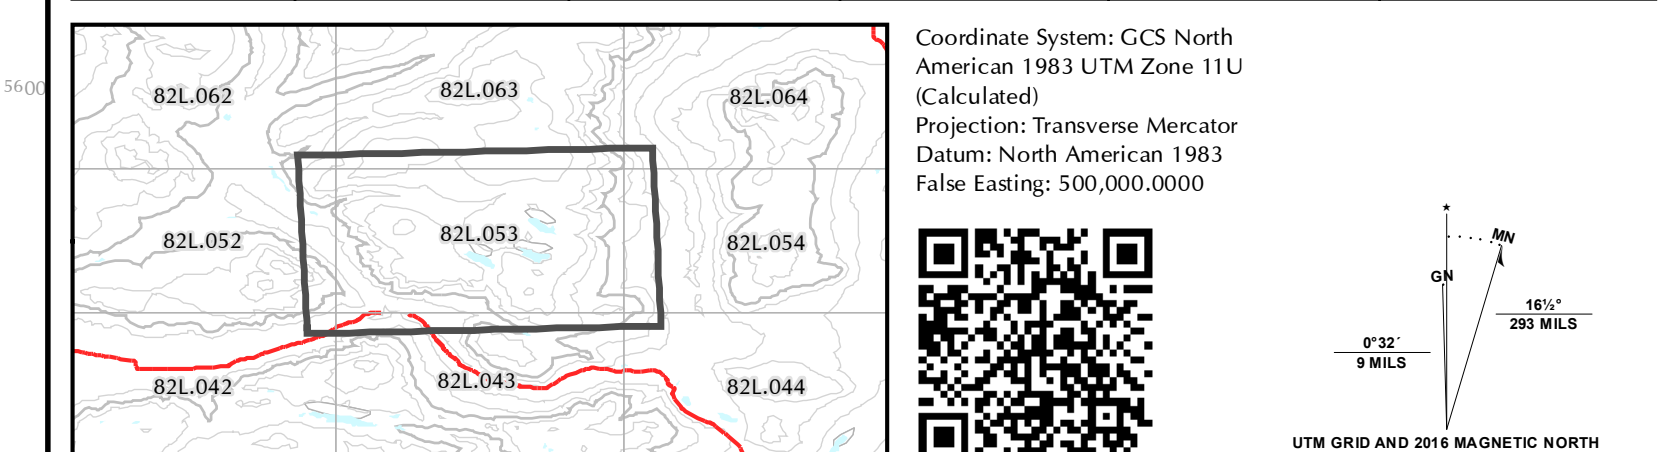 5600
82L.062
82L.063
82L.064
82L.052
82L.053
82L.054
82L.042
82L.043
82L.044
Coordinate System: GCS North
American 1983 UTM Zone 11U
(Calculated)
Projection: Transverse Mercator
Datum: North American 1983
False Easting: 500,000.0000
MN
GN
16½°
293 MILS
0°32´
9 MILS
UTM GRID AND 2016 MAGNETIC NORTH